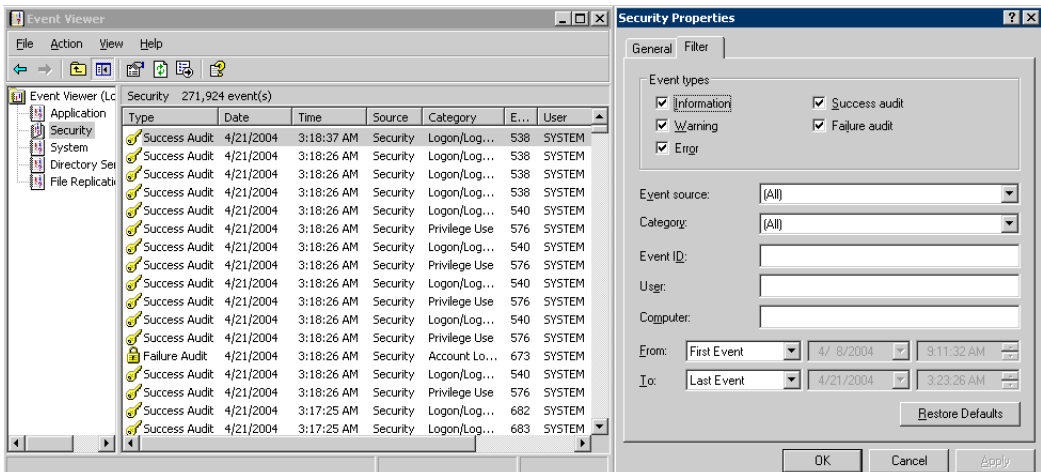 Event Viewer
File Action View Help
Event Viewer (Lc
Application
Security
System
Directory Ser
File Replicati
Security 271,924 event(s)
Type Date Time Source Category E... User
Success Audit 4/21/2004 3:18:37 AM Security Logon/Log... 538 SYSTEM
Success Audit 4/21/2004 3:18:26 AM Security Logon/Log... 538 SYSTEM
Success Audit 4/21/2004 3:18:26 AM Security Logon/Log... 538 SYSTEM
Success Audit 4/21/2004 3:18:26 AM Security Logon/Log... 538 SYSTEM
Success Audit 4/21/2004 3:18:26 AM Security Logon/Log... 540 SYSTEM
Success Audit 4/21/2004 3:18:26 AM Security Privilege Use 576 SYSTEM
Success Audit 4/21/2004 3:18:26 AM Security Logon/Log... 540 SYSTEM
Success Audit 4/21/2004 3:18:26 AM Security Privilege Use 576 SYSTEM
Success Audit 4/21/2004 3:18:26 AM Security Logon/Log... 540 SYSTEM
Success Audit 4/21/2004 3:18:26 AM Security Privilege Use 576 SYSTEM
Success Audit 4/21/2004 3:18:26 AM Security Logon/Log... 540 SYSTEM
Success Audit 4/21/2004 3:18:26 AM Security Privilege Use 576 SYSTEM
Failure Audit 4/21/2004 3:18:26 AM Security Account Lo... 673 SYSTEM
Success Audit 4/21/2004 3:18:26 AM Security Logon/Log... 540 SYSTEM
Success Audit 4/21/2004 3:18:26 AM Security Privilege Use 576 SYSTEM
Success Audit 4/21/2004 3:17:25 AM Security Logon/Log... 682 SYSTEM
Success Audit 4/21/2004 3:17:25 AM Security Logon/Log... 683 SYSTEM
Security Properties
General Filter
Event types
Information Success audit
Warning Failure audit
Error
Event source: (All)
Category: (All)
Event ID:
User:
Computer:
From: First Event 4/ 8/2004 9:11:32 AM
To: Last Event 4/21/2004 3:23:26 AM
Restore Defaults
OK Cancel Apply